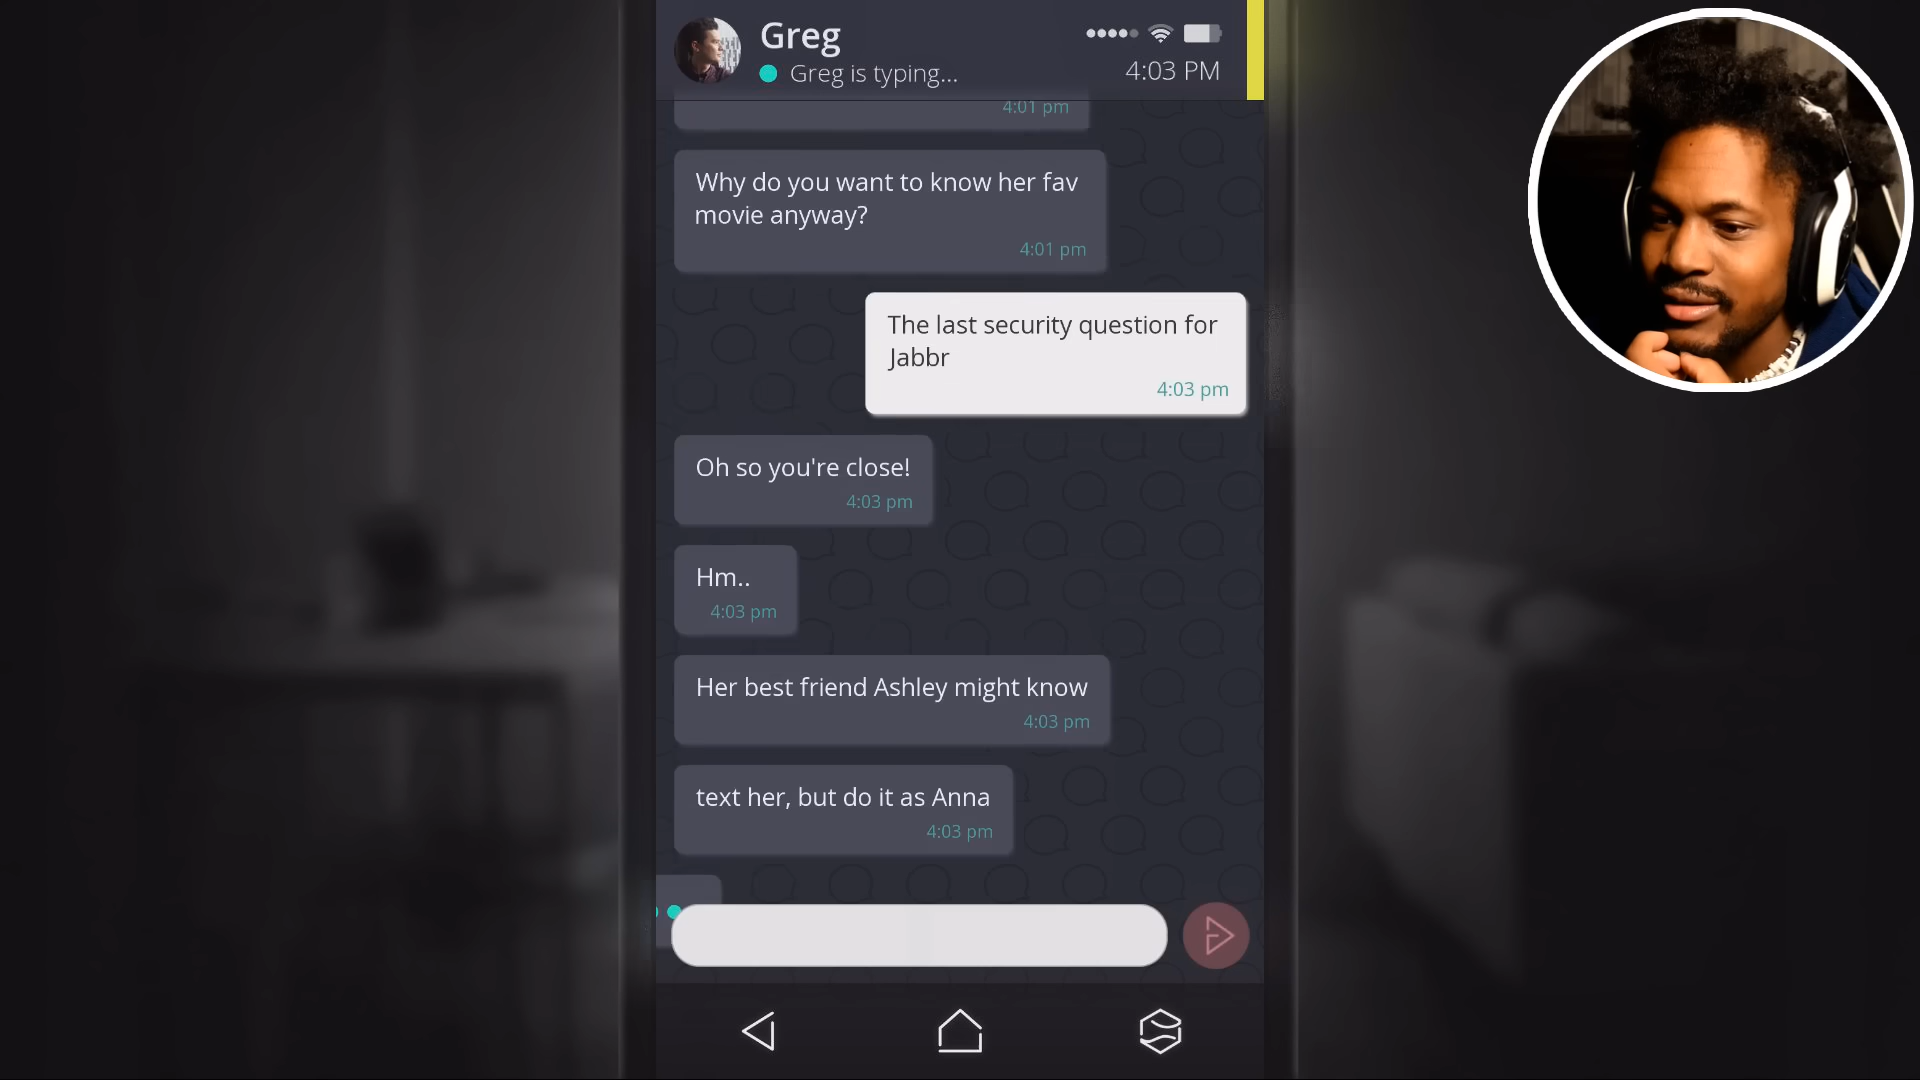 Greg
Greg is typing...
4:03 PM
4:01 pm
Why do you want to know her fav
movie anyway?
4:01 pm
The last security question for
Jabbr
4:03 pm
Oh so you're close!
4:03 pm
Hm..
4:03 pm
Her best friend Ashley might know
4:03 pm
text her, but do it as Anna
4:03 pm